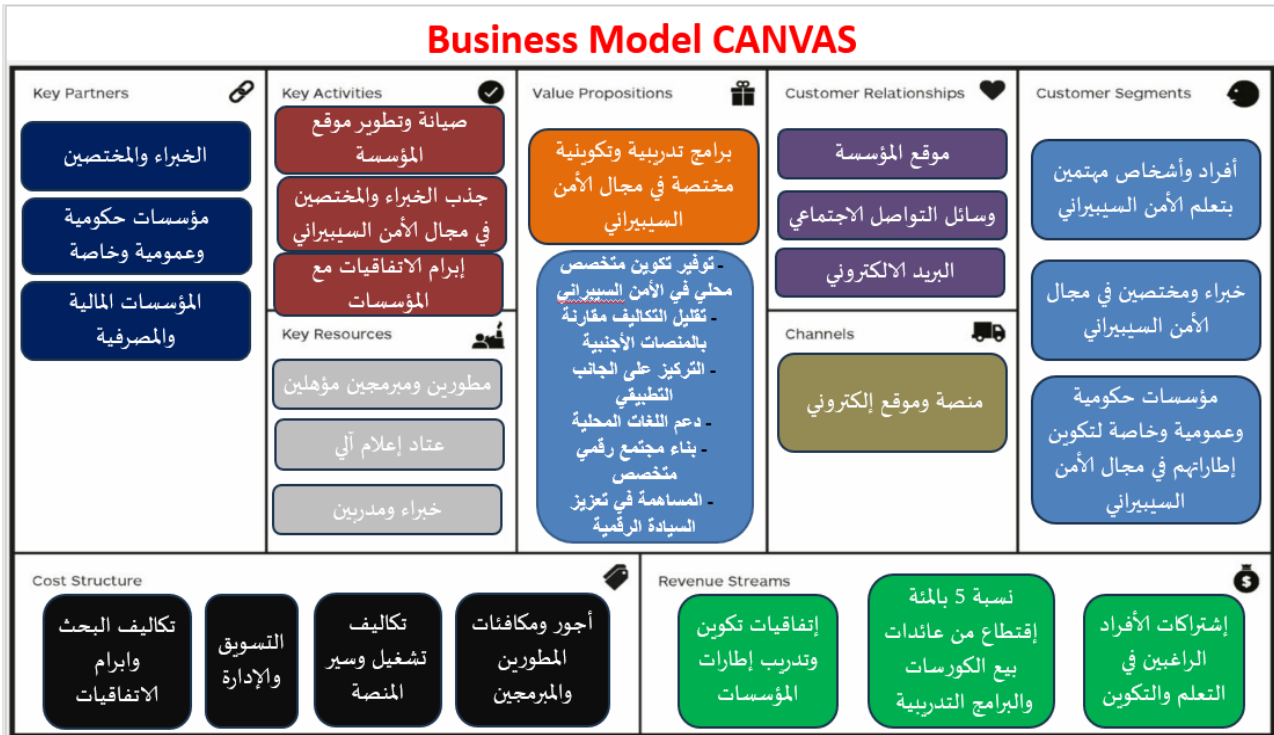 Business Model CANVAS
Key Partners
الخبراء والمختصين
مؤسسات حكومية
وعمومية وخاصة
المؤسسات المالية
والمصرفية
Key Activities
صيانة وتطوير موقع
المؤسسة
جذب الخبراء والمختصين
في مجال الأمن السيبيراني
إبرام الاتفاقيات مع
المؤسسات
Key Resources
مطورين ومبرمجين مؤهلين
عتاد إعلام آلي
خبراء ومدربين
Value Propositions
برامج تدريبية وتكوينية
مختصة في مجال الأمن
السيبيراني
- توفير تكوين متخصص
محلي في الأمن السيبراني
- تقليل التكاليف مقارنة
بالمنصات الأجنبية
- التركيز على الجانب
التطبيقي
- دعم اللغات المحلية
- بناء مجتمع رقمي
متخصص
- المساهمة في تعزيز
السيادة الرقمية
Customer Relationships
موقع المؤسسة
وسائل التواصل الاجتماعي
البريد الالكتروني
Channels
منصة وموقع إلكتروني
Customer Segments
أفراد وأشخاص مهتمين
بتعلم الأمن السيبيراني
خبراء ومختصين في مجال
الأمن السيبيراني
مؤسسات حكومية
وعمومية وخاصة لتكوين
إطاراتهم في مجال الأمن
السيبيراني
Cost Structure
تكاليف البحث
وابرام
الاتفاقيات
التسويق
والإدارة
تكاليف
تشغيل وسير
المنصة
أجور ومكافئات
المطورين
والمبرمجين
Revenue Streams
إتفاقيات تكوين
وتدريب إطارات
المؤسسات
نسبة 5 بالمئة
إقتطاع من عائدات
بيع الكورسات
والبرامج التدريبية
إشتراكات الأفراد
الراغبين في
التعلم والتكوين
$